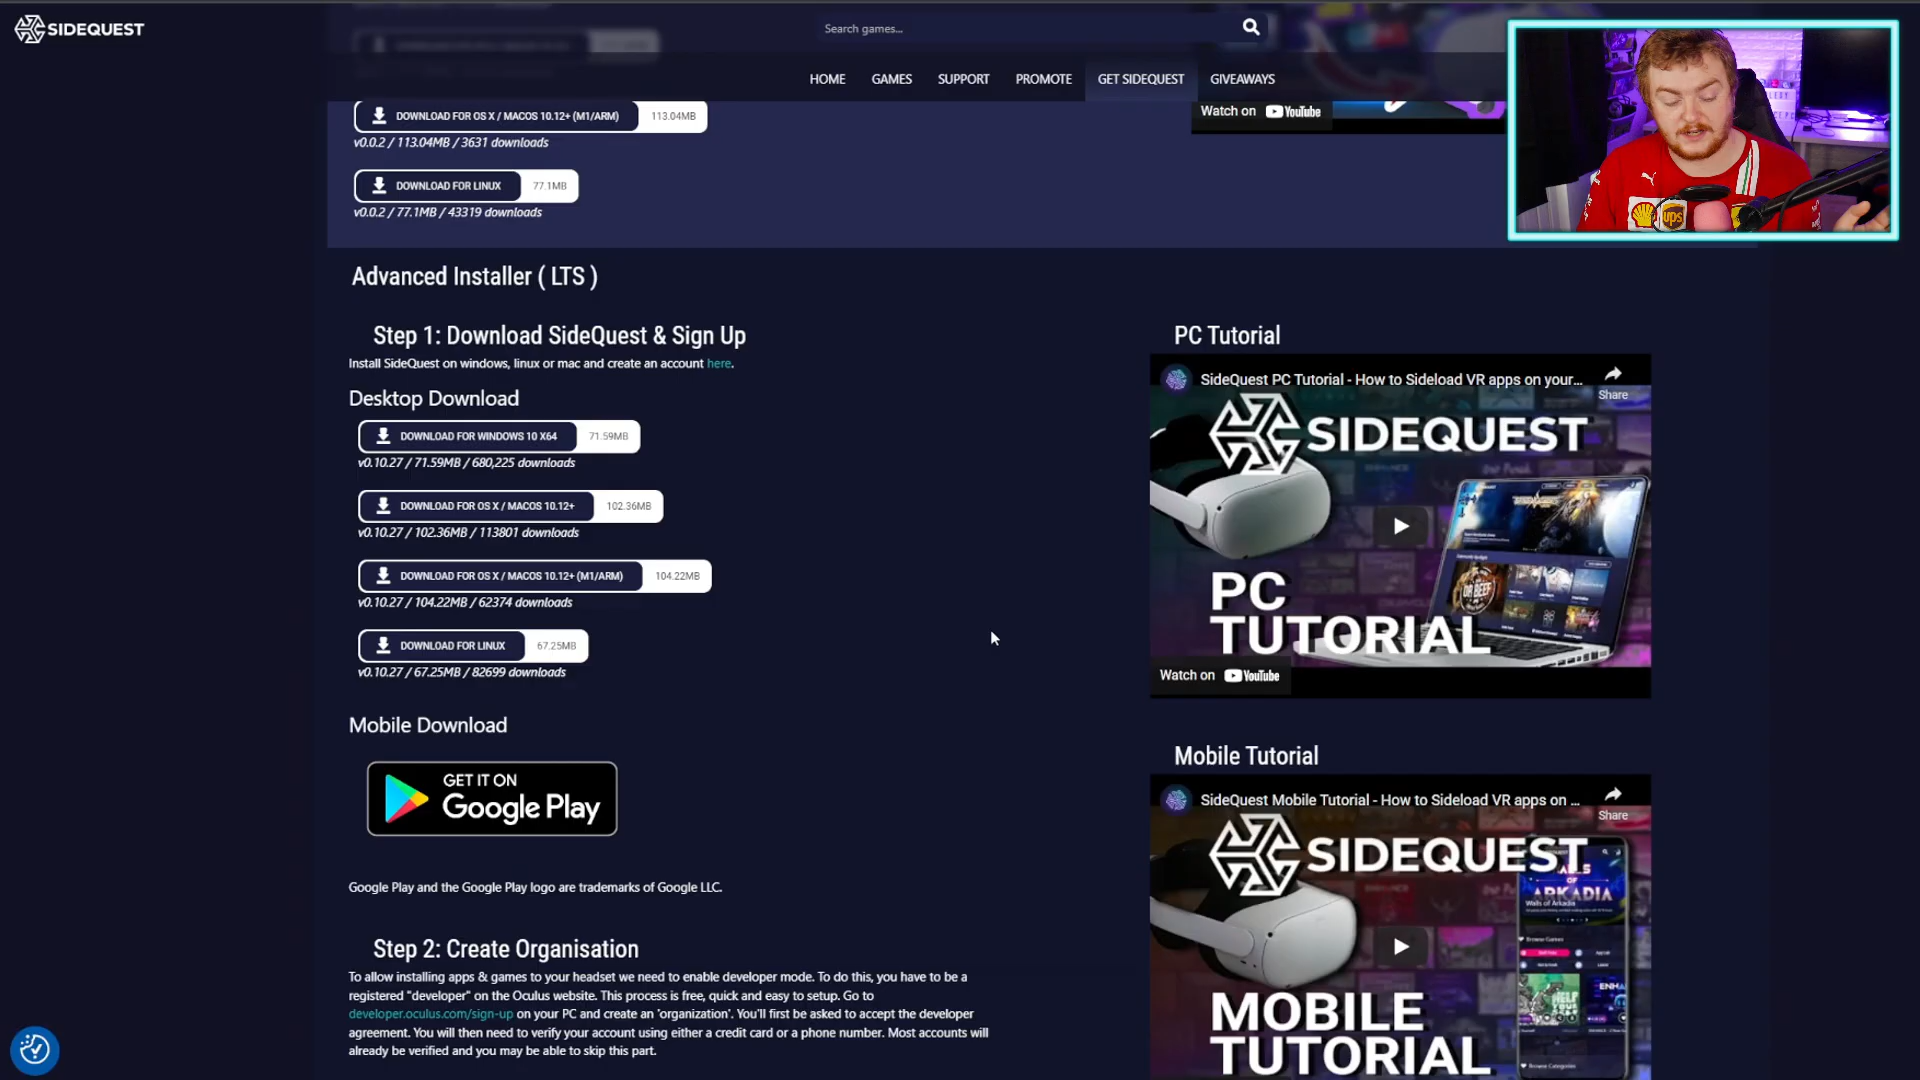 SIDEQUEST
Search games...
HOME
GAMES
SUPPORT
PROMOTE
GET SIDEQUEST
GIVEAWAYS
DOWNLOAD FOR OS X / MACOS 10.12+ (M1/ARM)
113.04MB
v0.0.2 / 113.04MB / 3631 downloads
Watch on YouTube
DOWNLOAD FOR LINUX
77.1MB
v0.0.2 / 77.1MB / 43319 downloads
ups
Advanced Installer ( LTS )
Step 1: Download SideQuest & Sign Up
Install SideQuest on windows, linux or mac and create an account here.
Desktop Download
DOWNLOAD FOR WINDOWS 10 X64
71.59MB
v0.10.27 / 71.59MB / 680,225 downloads
DOWNLOAD FOR OS X / MACOS 10.12+
102.36MB
v0.10.27 / 102.36MB / 113801 downloads
DOWNLOAD FOR OS X / MACOS 10.12+ (M1/ARM)
104.22MB
v0.10.27 / 104.22MB / 62374 downloads
DOWNLOAD FOR LINUX
67.25MB
v0.10.27 / 67.25MB / 82699 downloads
Mobile Download
GET IT ON
Google Play
Google Play and the Google Play logo are trademarks of Google LLC.
Step 2: Create Organisation
To allow installing apps & games to your headset we need to enable developer mode. To do this, you have to be a
registered "developer" on the Oculus website. This process is free, quick and easy to setup. Go to
developer.oculus.com/sign-up on your PC and create an 'organization'. You'll first be asked to accept the developer
agreement. You will then need to verify your account using either a credit card or a phone number. Most accounts will
already be verified and you may be able to skip this part.
PC Tutorial
SideQuest PC Tutorial - How to Sideload VR apps on your...
Share
SIDEQUEST
DR BEEF
PC
TUTORIAL
Watch on YouTube
Mobile Tutorial
SideQuest Mobile Tutorial - How to Sideload VR apps on ...
Share
SIDEQUEST
OF
ARKADIA
Walls of Arkadia
Browse Games
MOBILE
TUTORIAL
Browse Categories